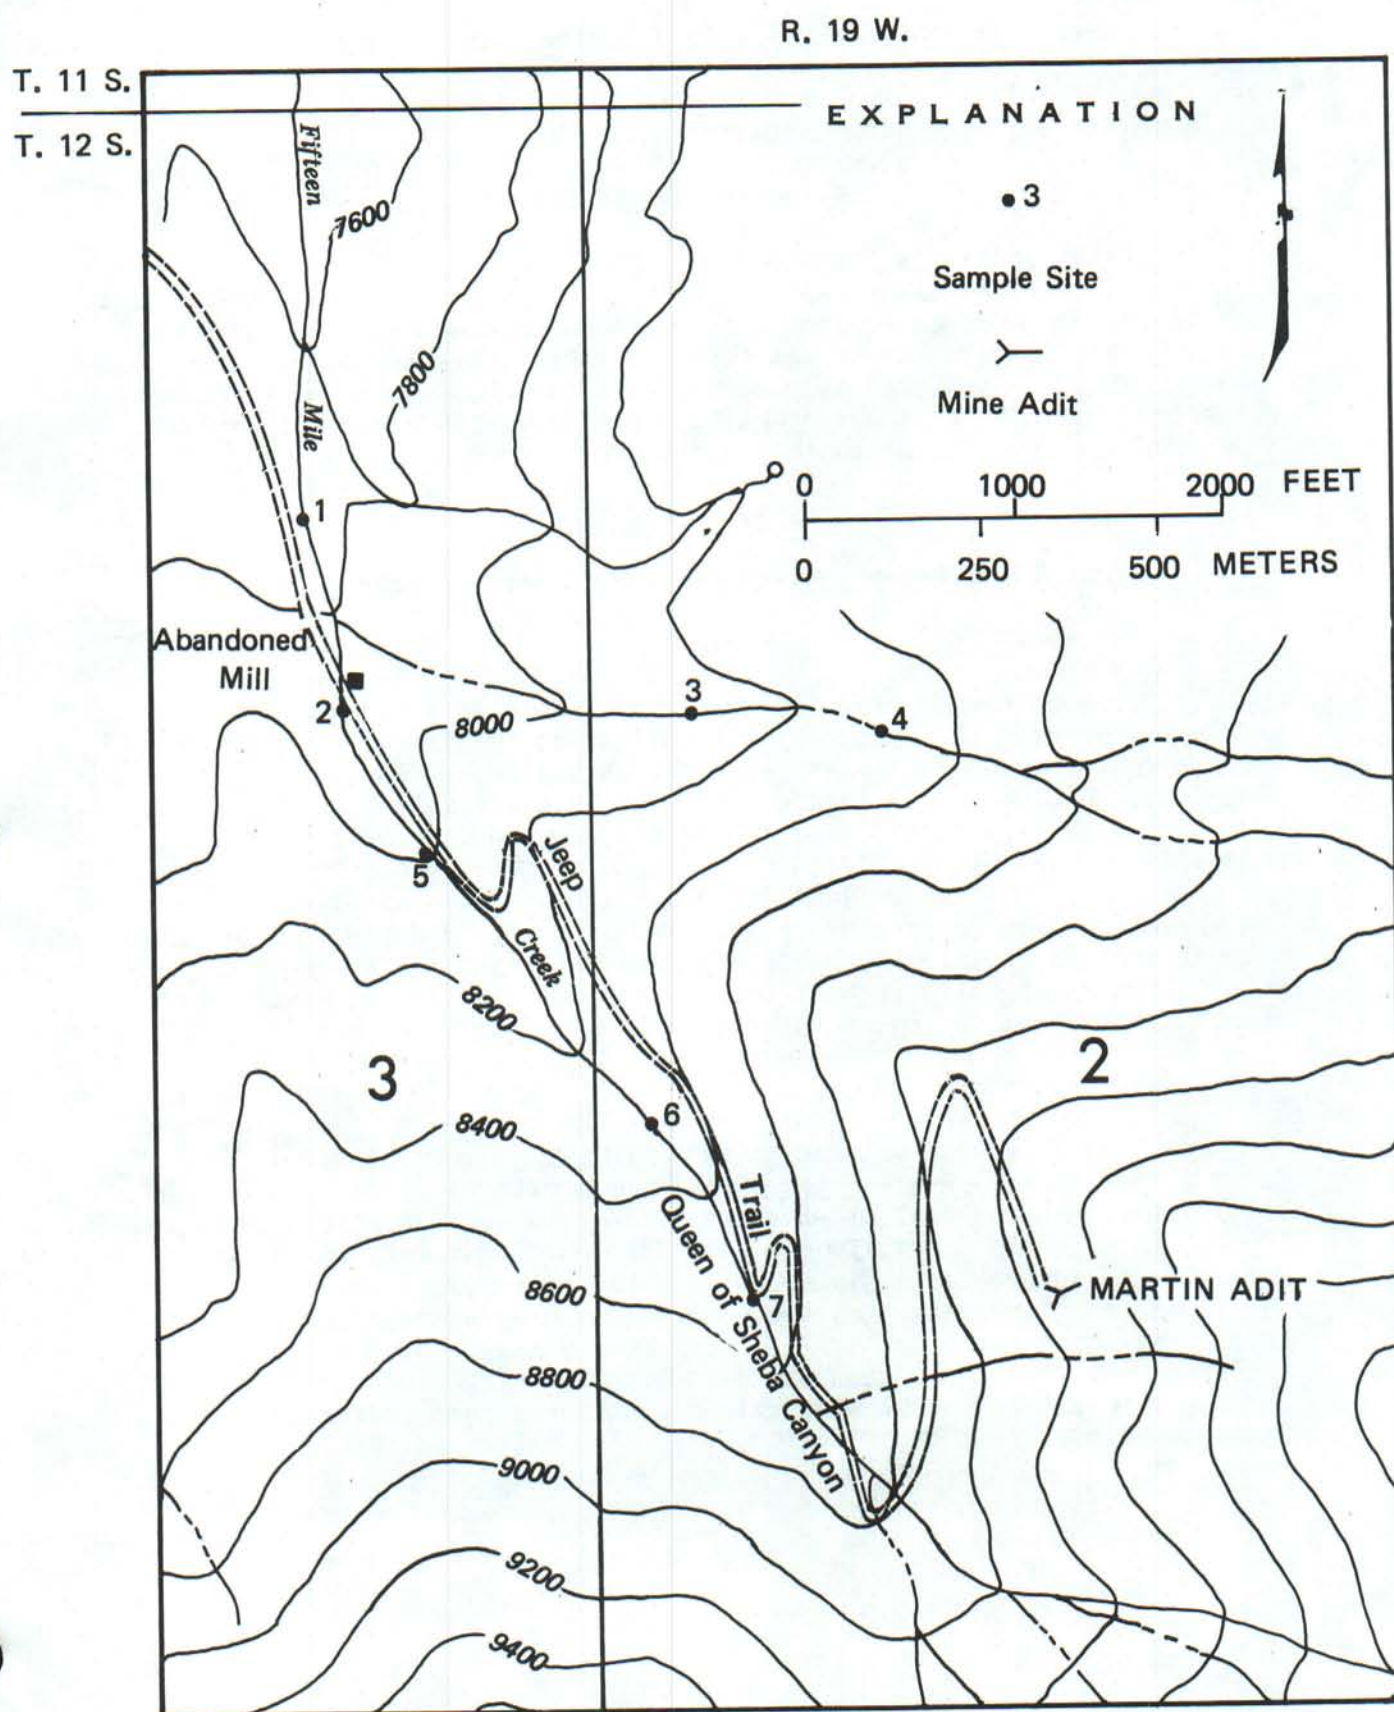 R. 19 W.
T. 11 S.
T. 12 S.
EXPLANATION
3
Sample Site
Mine Adit
0 1000 2000 FEET
0 250 500 METERS
Fifteen
7600
7800
Mile
1
Abandoned
Mill
2
8000
3
4
5
Jeep
Creek
8200
3
2
8400
6
Trail
Queen of Sheba Canyon
7
MARTIN ADIT
8600
8800
9000
9200
9400